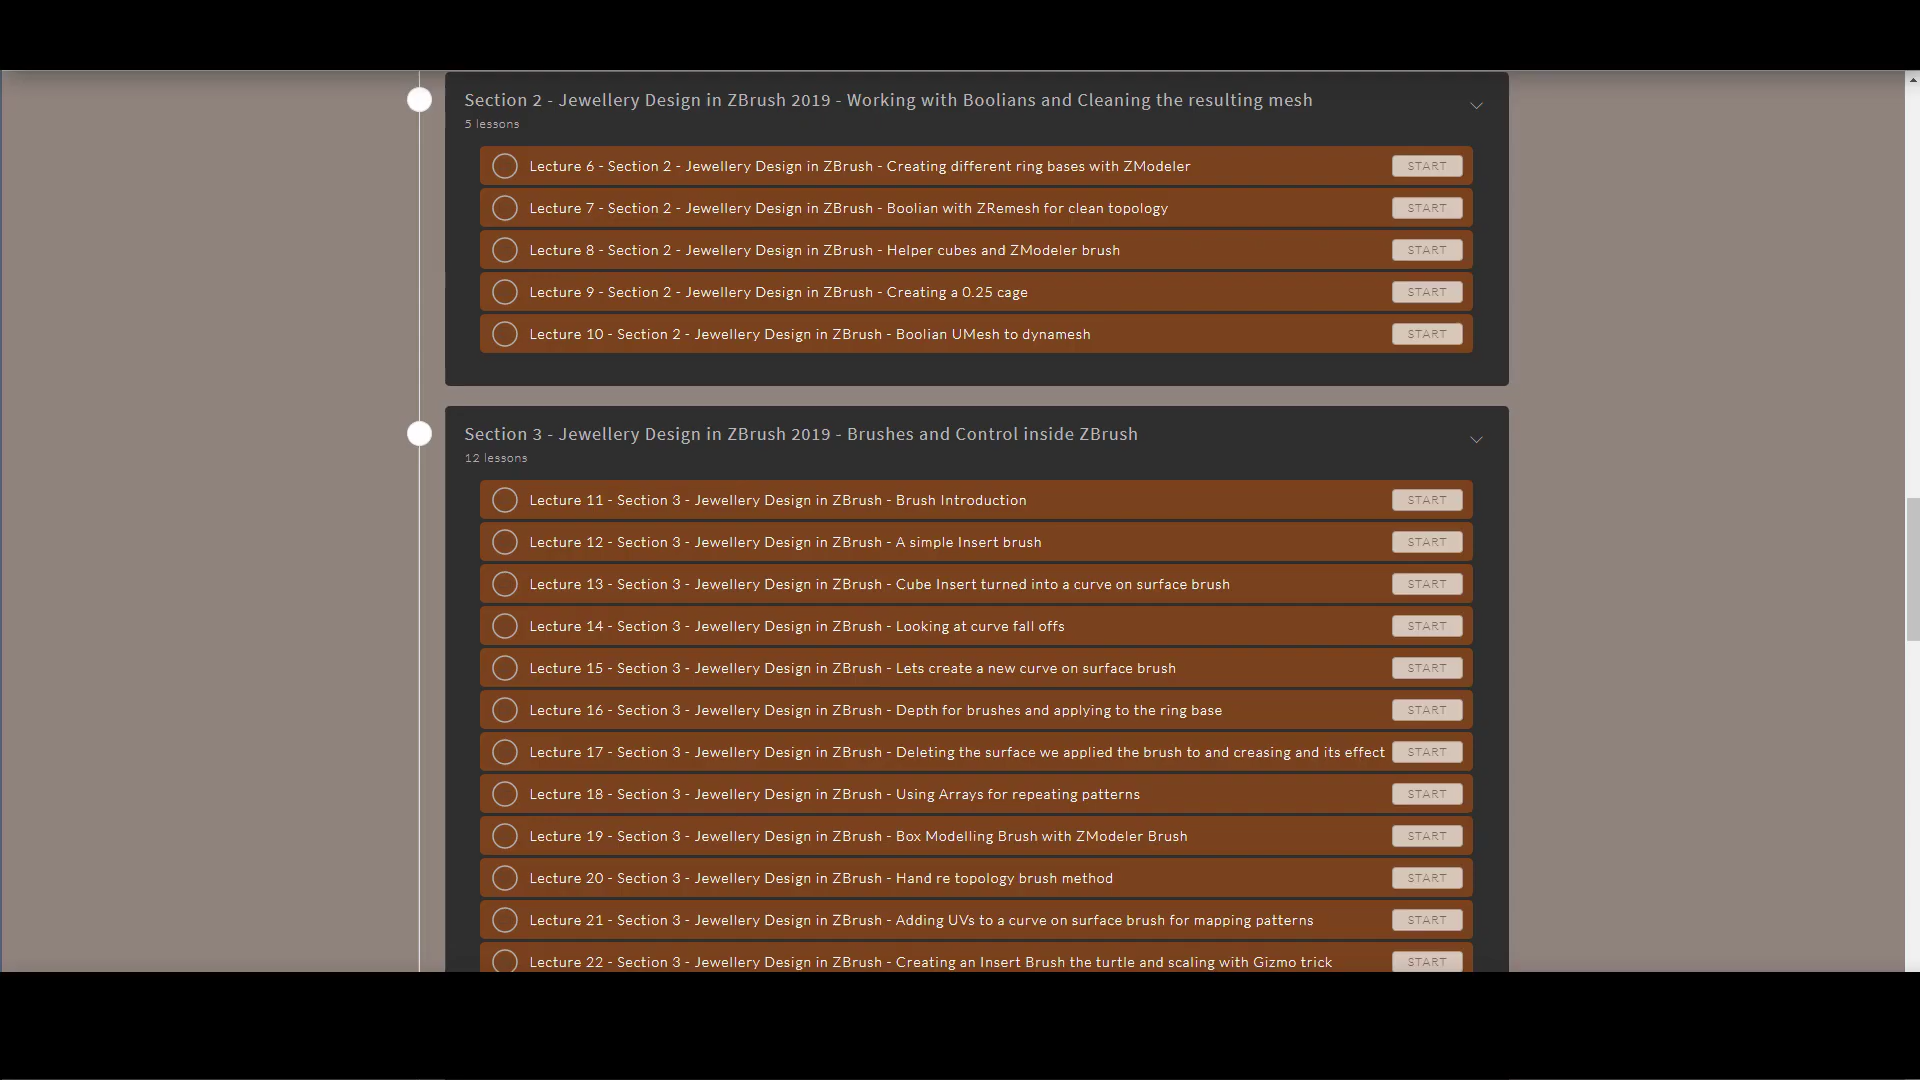 Section 2 - Jewellery Design in ZBrush 2019 - Working with Boolians and Cleaning the resulting mesh
5 lessons
Lecture 6 - Section 2 - Jewellery Design in ZBrush - Creating different ring bases with ZModeler START
Lecture 7 - Section 2 - Jewellery Design in ZBrush - Boolian with ZRemesh for clean topology START
Lecture 8 - Section 2 - Jewellery Design in ZBrush - Helper cubes and ZModeler brush START
Lecture 9 - Section 2 - Jewellery Design in ZBrush - Creating a 0.25 cage START
Lecture 10 - Section 2 - Jewellery Design in ZBrush - Boolian UMesh to dynamesh START
Section 3 - Jewellery Design in ZBrush 2019 - Brushes and Control inside ZBrush
12 lessons
Lecture 11 - Section 3 - Jewellery Design in ZBrush - Brush Introduction START
Lecture 12 - Section 3 - Jewellery Design in ZBrush - A simple Insert brush START
Lecture 13 - Section 3 - Jewellery Design in ZBrush - Cube Insert turned into a curve on surface brush START
Lecture 14 - Section 3 - Jewellery Design in ZBrush - Looking at curve fall offs START
Lecture 15 - Section 3 - Jewellery Design in ZBrush - Lets create a new curve on surface brush START
Lecture 16 - Section 3 - Jewellery Design in ZBrush - Depth for brushes and applying to the ring base START
Lecture 17 - Section 3 - Jewellery Design in ZBrush - Deleting the surface we applied the brush to and creasing and its effect START
Lecture 18 - Section 3 - Jewellery Design in ZBrush - Using Arrays for repeating patterns START
Lecture 19 - Section 3 - Jewellery Design in ZBrush - Box Modelling Brush with ZModeler Brush START
Lecture 20 - Section 3 - Jewellery Design in ZBrush - Hand re topology brush method START
Lecture 21 - Section 3 - Jewellery Design in ZBrush - Adding UVs to a curve on surface brush for mapping patterns START
Lecture 22 - Section 3 - Jewellery Design in ZBrush - Creating an Insert Brush the turtle and scaling with Gizmo trick START